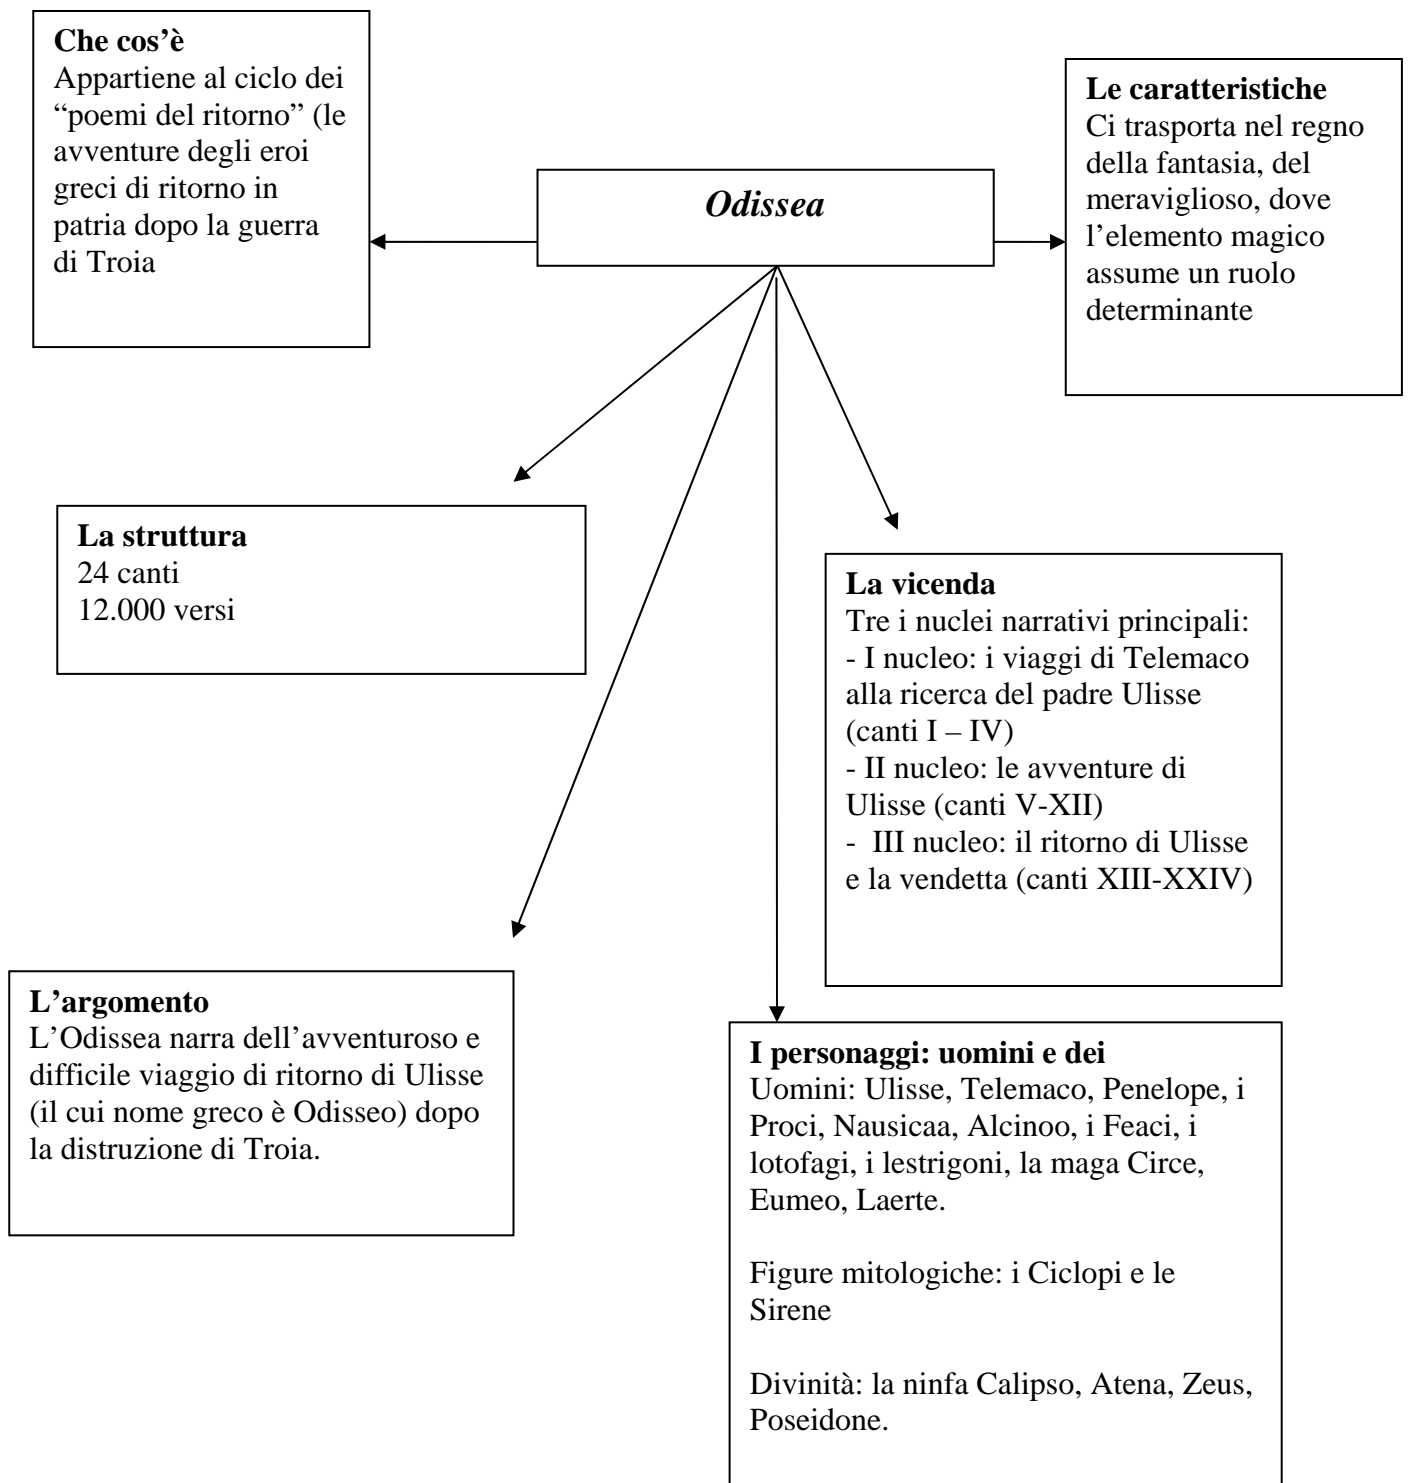 Che cos’è
Appartiene al ciclo dei
“poemi del ritorno” (le
avventure degli eroi
greci di ritorno in
patria dopo la guerra
di Troia
Le caratteristiche
Ci trasporta nel regno
della fantasia, del
meraviglioso, dove
l’elemento magico
assume un ruolo
determinante
Odissea
La struttura
24 canti
12.000 versi
La vicenda
Tre i nuclei narrativi principali:
- I nucleo: i viaggi di Telemaco
alla ricerca del padre Ulisse
(canti I – IV)
- II nucleo: le avventure di
Ulisse (canti V-XII)
- III nucleo: il ritorno di Ulisse
e la vendetta (canti XIII-XXIV)
L’argomento
L’Odissea narra dell’avventuroso e
difficile viaggio di ritorno di Ulisse
(il cui nome greco è Odisseo) dopo
la distruzione di Troia.
I personaggi: uomini e dei
Uomini: Ulisse, Telemaco, Penelope, i
Proci, Nausicaa, Alcinoo, i Feaci, i
lotofagi, i lestrigoni, la maga Circe,
Eumeo, Laerte.
Figure mitologiche: i Ciclopi e le
Sirene
Divinità: la ninfa Calipso, Atena, Zeus,
Poseidone.